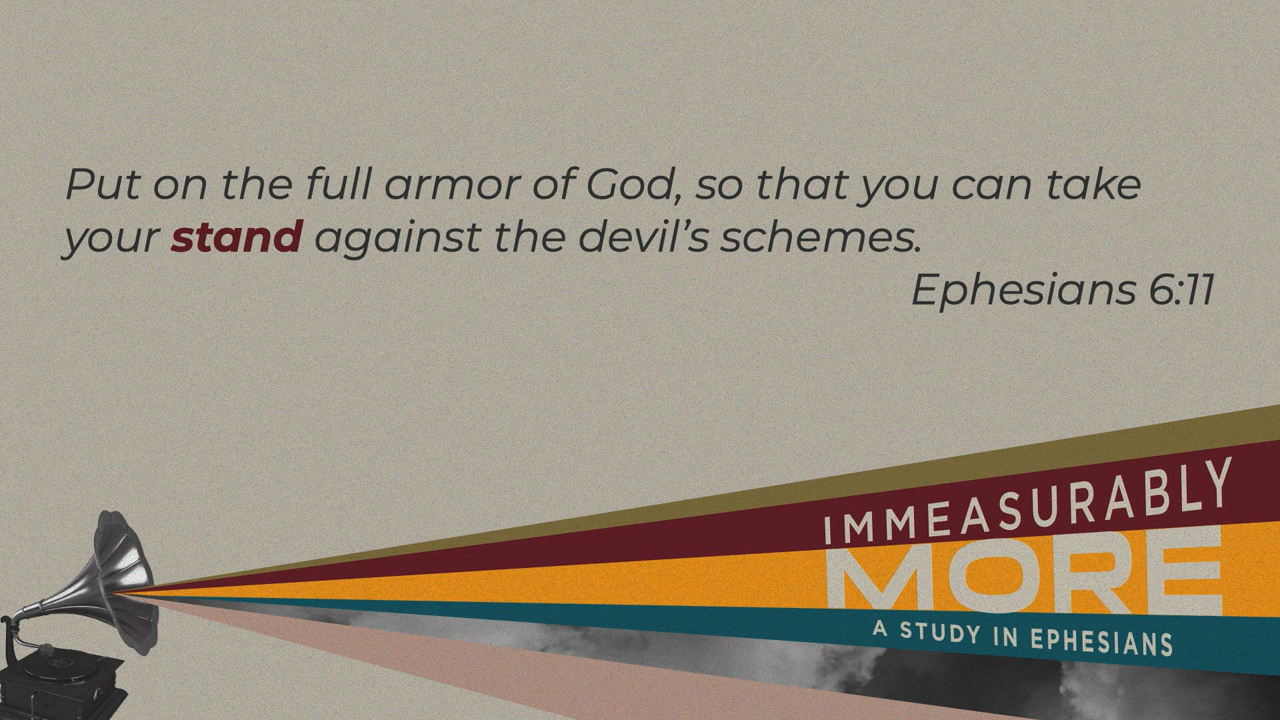 Put on the full armor of God, so that you can take
your stand against the devil’s schemes.
Ephesians 6:11
IMMEASURABLY
MORE
A STUDY IN EPHESIANS